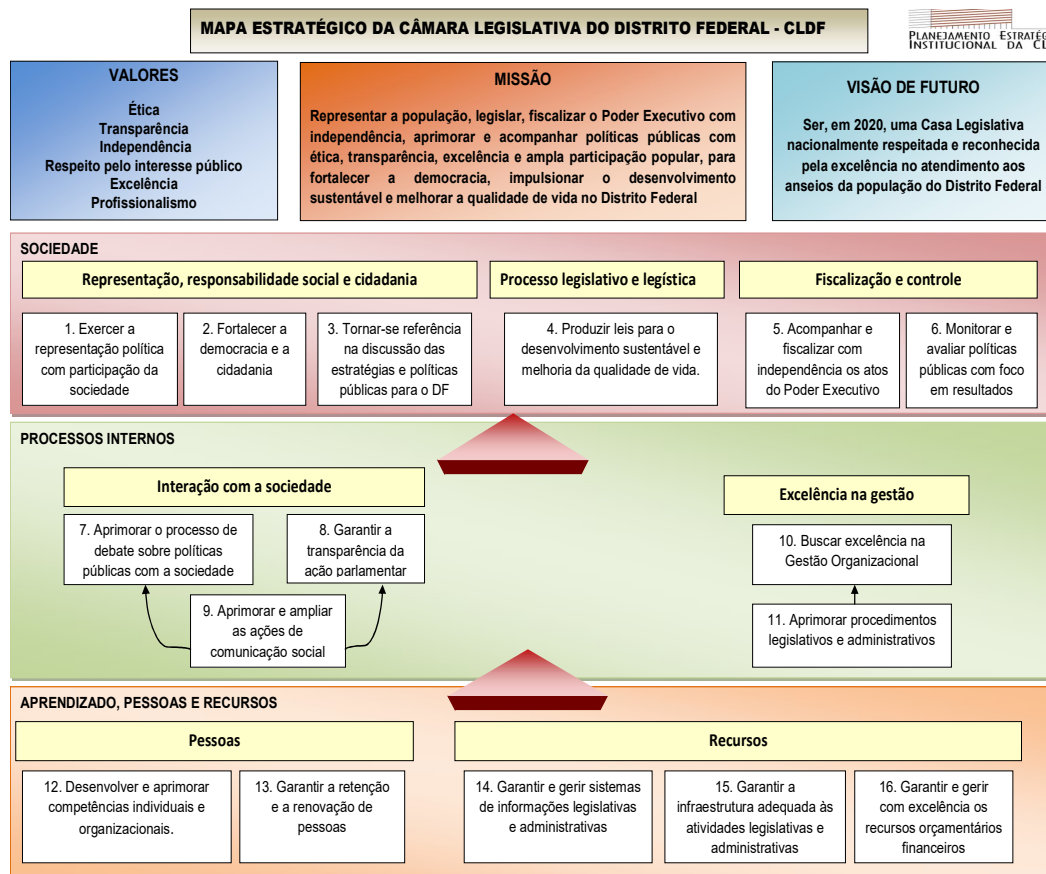 MAPA ESTRATÉGICO DA CÂMARA LEGISLATIVA DO DISTRITO FEDERAL - CLDF
PLANEJAMENTO ESTRATÉG
INSTITUCIONAL DA CL
VALORES
Ética
Transparência
Independência
Respeito pelo interesse público
Excelência
Profissionalismo
MISSÃO
Representar a população, legislar, fiscalizar o Poder Executivo com
independência, aprimorar e acompanhar políticas públicas com
ética, transparência, excelência e ampla participação popular, para
fortalecer a democracia, impulsionar o desenvolvimento
sustentável e melhorar a qualidade de vida no Distrito Federal
VISÃO DE FUTURO
Ser, em 2020, uma Casa Legislativa
nacionalmente respeitada e reconhecida
pela excelência no atendimento aos
anseios da população do Distrito Federal
SOCIEDADE
Representação, responsabilidade social e cidadania
Processo legislativo e legística
Fiscalização e controle
1. Exercer a
representação política
com participação da
sociedade
2. Fortalecer a
democracia e a
cidadania
3. Tornar-se referência
na discussão das
estratégias e políticas
públicas para o DF
4. Produzir leis para o
desenvolvimento sustentável e
melhoria da qualidade de vida.
5. Acompanhar e
fiscalizar com
independência os atos
do Poder Executivo
6. Monitorar e
avaliar políticas
públicas com foco
em resultados
PROCESSOS INTERNOS
Interação com a sociedade
Excelência na gestão
7. Aprimorar o processo de
debate sobre políticas
públicas com a sociedade
8. Garantir a
transparência da
ação parlamentar
9. Aprimorar e ampliar
as ações de
comunicação social
10. Buscar excelência na
Gestão Organizacional
11. Aprimorar procedimentos
legislativos e administrativos
APRENDIZADO, PESSOAS E RECURSOS
Pessoas
Recursos
12. Desenvolver e aprimorar
competências individuais e
organizacionais.
13. Garantir a retenção
e a renovação de
pessoas
14. Garantir e gerir sistemas
de informações legislativas
e administrativas
15. Garantir a
infraestrutura adequada às
atividades legislativas e
administrativas
16. Garantir e gerir
com excelência os
recursos orçamentários
financeiros